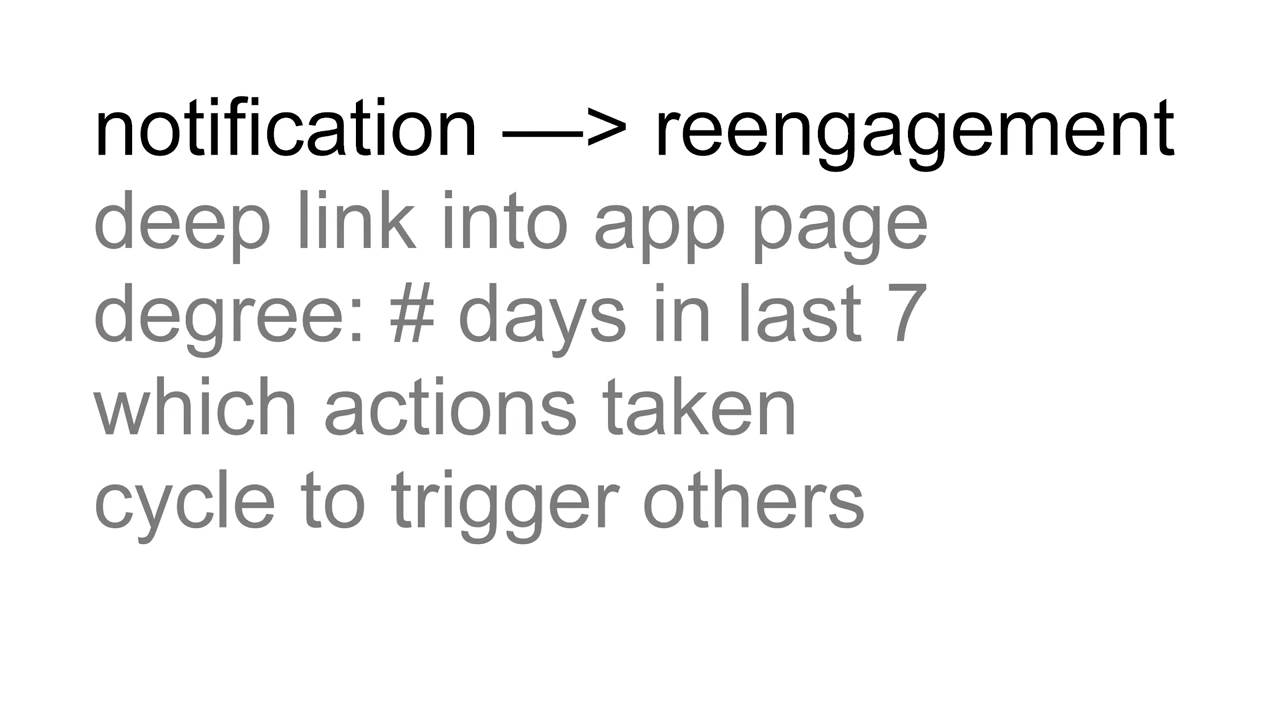 notification —> reengagement
deep link into app page
degree: # days in last 7
which actions taken
cycle to trigger others